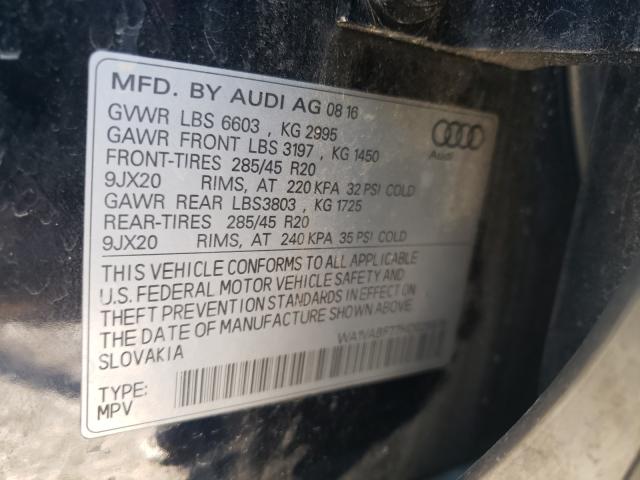 MFD. BY AUDI AG 08 16
GVWR LBS 6603 , KG 2995
GAWR FRONT LBS 3197 , KG 1450
FRONT-TIRES 285/45 R20
9JX20 RIMS, AT 220 KPA 32 PSI COLD
GAWR REAR LBS3803 , KG 1725
REAR-TIRES 285/45 R20
9JX20 RIMS, AT 240 KPA 35 PSI COLD
Audi
THIS VEHICLE CONFORMS TO ALL APPLICABLE
U.S. FEDERAL MOTOR VEHICLE SAFETY AND
THEFT PREVENTION STANDARDS IN EFFECT ON
THE DATE OF MANUFACTURE SHOWN ABOVE.
SLOVAKIA
TYPE:
MPV